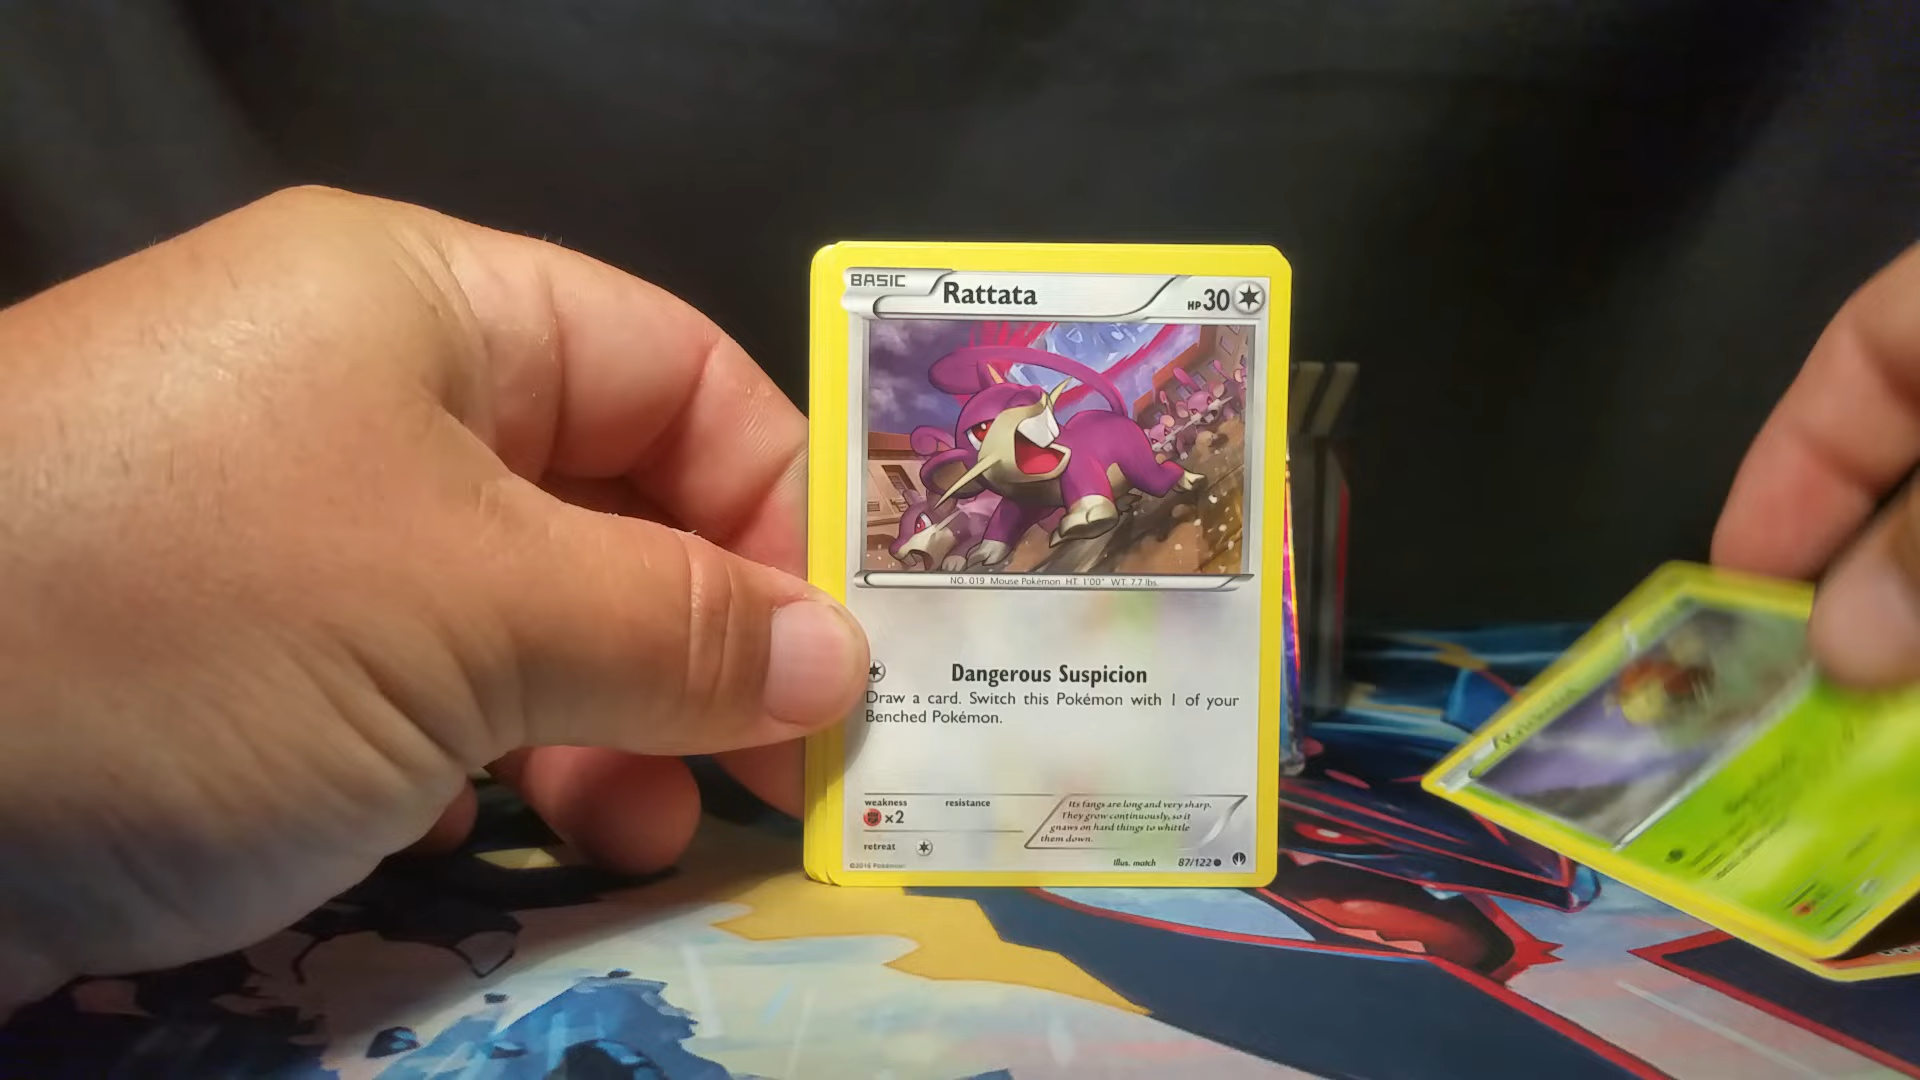 BASIC
Rattata
HP 30
NO. 019 Mouse Pokémon HT. 1'00" WT. 7.7 lbs.
Dangerous Suspicion
Draw a card. Switch this Pokémon with 1 of your
Benched Pokémon.
weakness
resistance
×2
Its fangs are long and very sharp.
They grow continuously, so it
gnaws on hard things to whittle
them down.
retreat
©2016 Pokémon
Illus. match
87/122